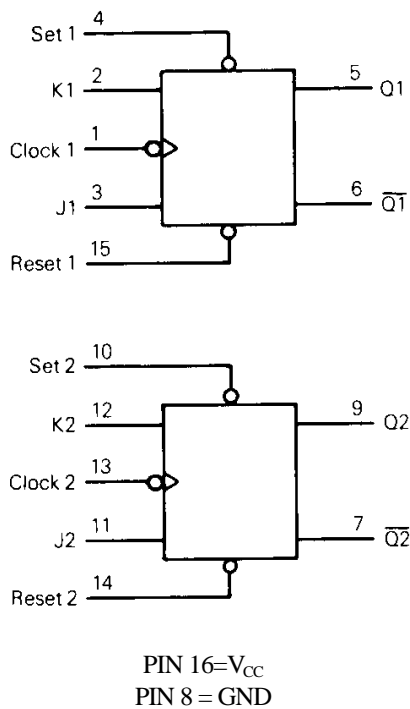 Set 1 4
K1 2
5 Q1
Clock 1 1
J1 3
6 Q1̅
Reset 1 15
Set 2 10
K2 12
9 Q2
Clock 2 13
J2 11
7 Q2̅
Reset 2 14
PIN 16=VCC
PIN 8 = GND